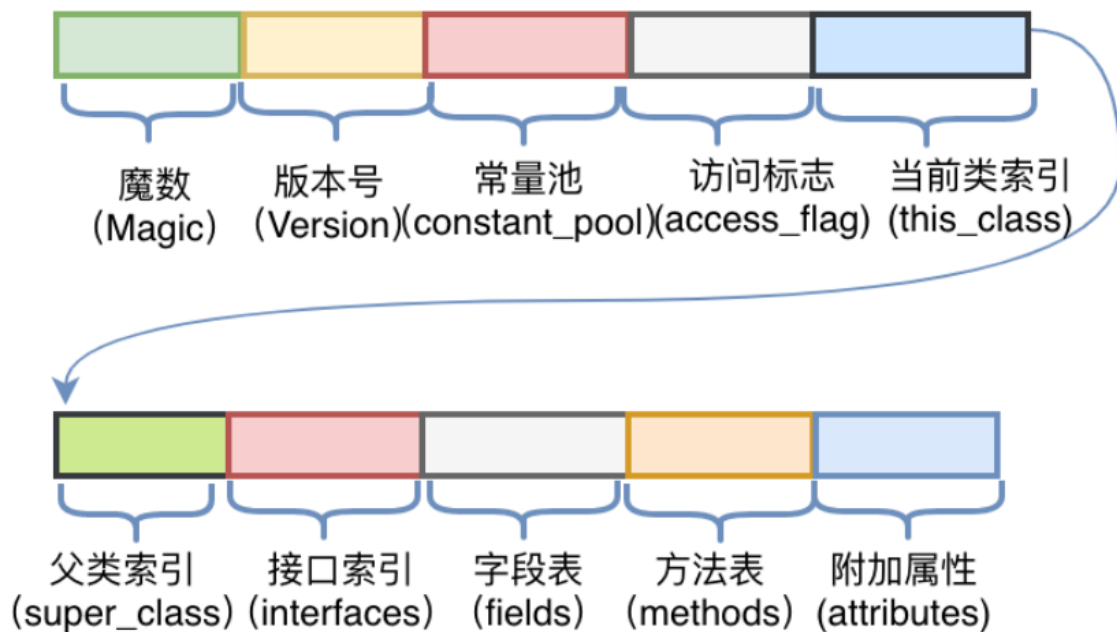 魔数 版本号 常量池 访问标志 当前类索引
(Magic) (Version) (constant_pool) (access_flag) (this_class)
父类索引 接口索引 字段表 方法表 附加属性
(super_class) (interfaces) (fields) (methods) (attributes)